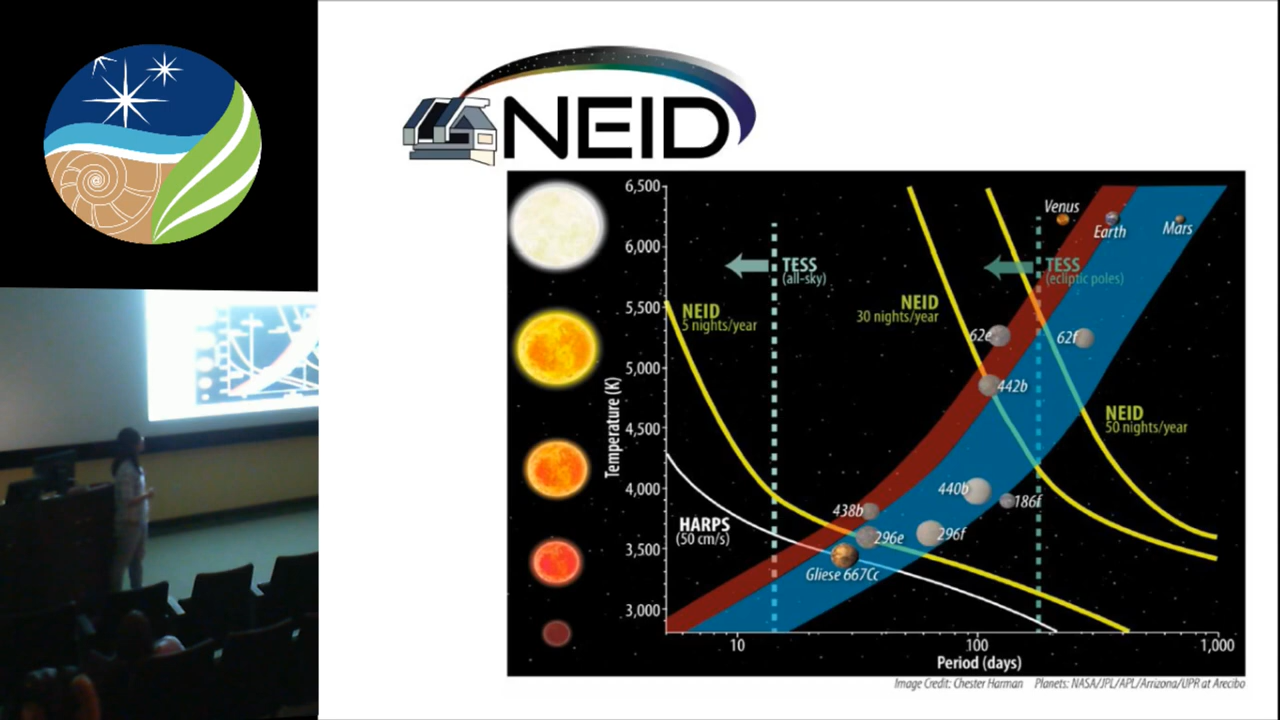 NEID
6,500
6,000
5,500
5,000
4,500
4,000
3,500
3,000
Temperature (K)
TESS
(all-sky)
TESS
(ecliptic poles)
Venus
Earth
Mars
NEID
5 nights/year
NEID
30 nights/year
NEID
50 nights/year
62e
62f
442b
440b
186f
438b
296e
296f
HARPS
(50 cm/s)
Gliese 667Cc
10
100
1,000
Period (days)
Image Credit: Chester Harman Planets: NASA/JPL/APL/Arrizona/UPR at Arecibo